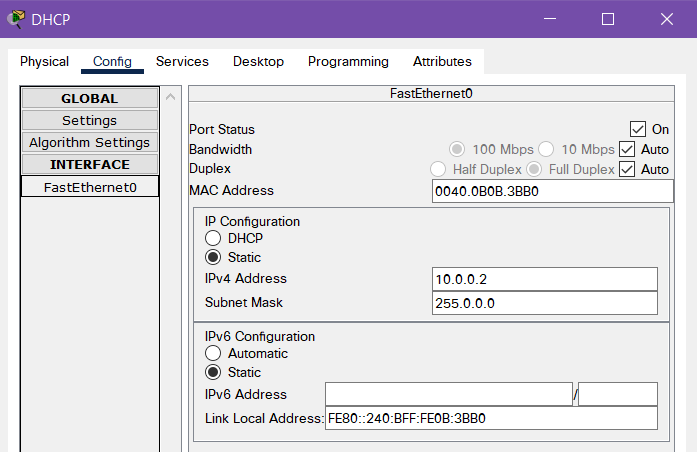 DHCP
Physical Config Services Desktop Programming Attributes
GLOBAL
Settings
Algorithm Settings
INTERFACE
FastEthernet0
FastEthernet0
Port Status On
Bandwidth 100 Mbps 10 Mbps Auto
Duplex Half Duplex Full Duplex Auto
MAC Address 0040.0B0B.3BB0
IP Configuration
DHCP
Static
IPv4 Address 10.0.0.2
Subnet Mask 255.0.0.0
IPv6 Configuration
Automatic
Static
IPv6 Address /
Link Local Address: FE80::240:BFF:FE0B:3BB0